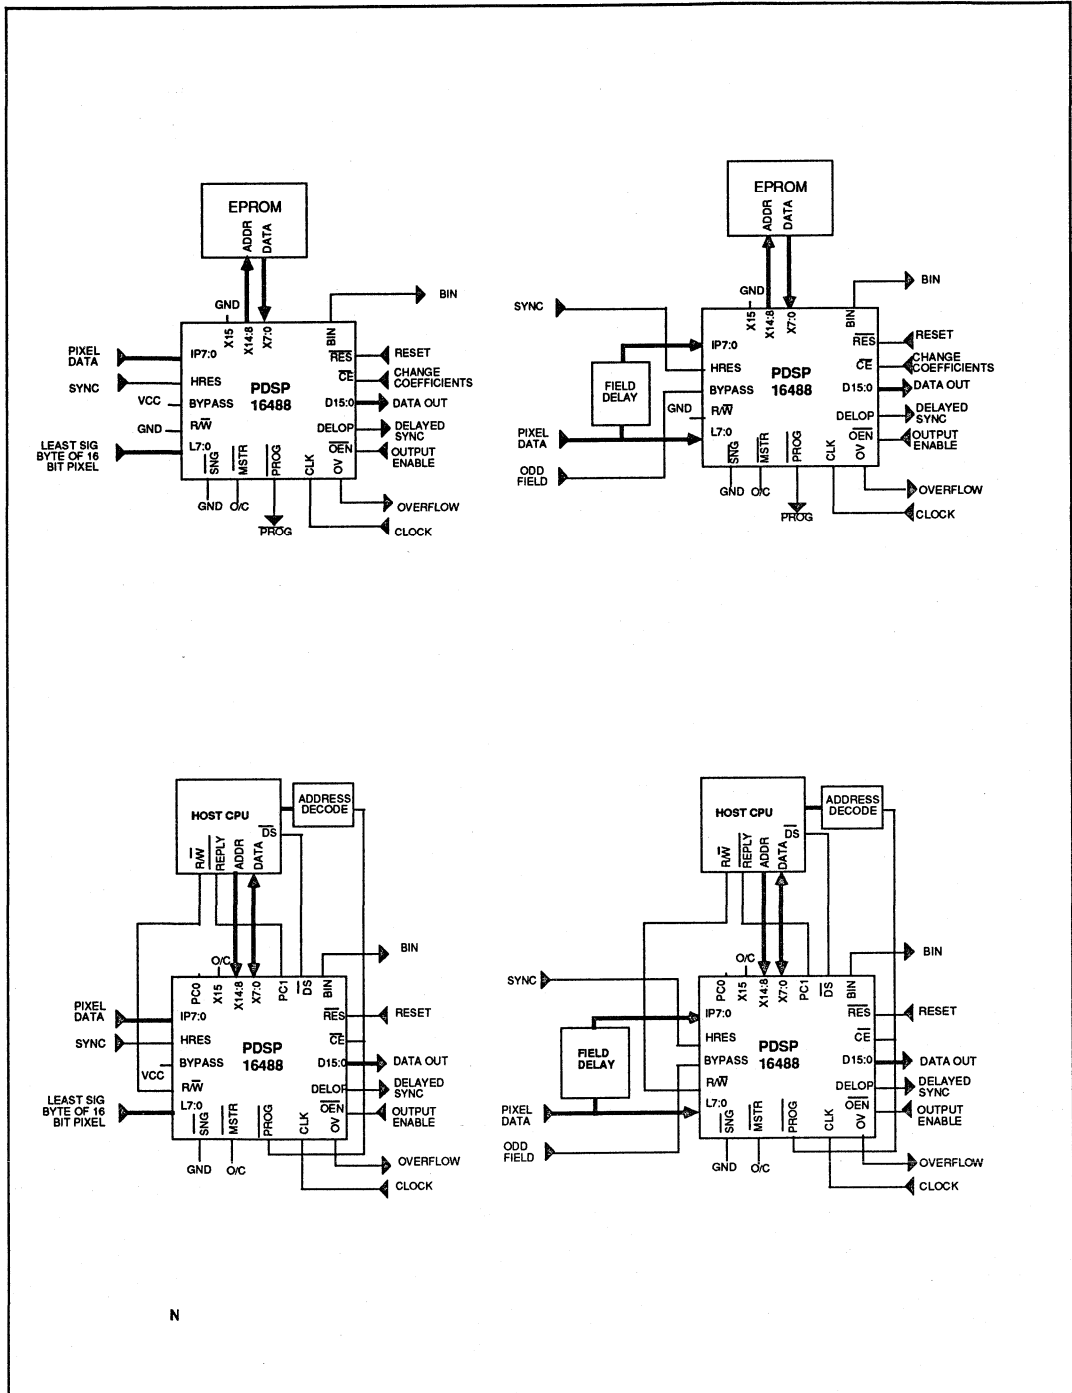 EPROM
ADDR
DATA
GND
X15
X14:8
X7:0
BIN
BIN
PIXEL
DATA
IP7:0
RES
RESET
SYNC
HRES
CE
CHANGE
COEFFICIENTS
PDSP
16488
VCC
BYPASS
D15:0
DATA OUT
GND
R/W
DELOP
DELAYED
SYNC
LEAST SIG
BYTE OF 16
BIT PIXEL
L7:0
OEN
OUTPUT
ENABLE
SNG
MSTR
PROG
CLK
OV
GND
O/C
PROG
OVERFLOW
CLOCK
EPROM
ADDR
DATA
GND
X15
X14:8
X7:0
BIN
BIN
SYNC
IP7:0
RES
RESET
HRES
CE
CHANGE
COEFFICIENTS
FIELD
DELAY
PDSP
16488
BYPASS
D15:0
DATA OUT
GND
R/W
DELOP
DELAYED
SYNC
PIXEL
DATA
L7:0
OEN
OUTPUT
ENABLE
ODD
FIELD
SNG
MSTR
PROG
CLK
OV
GND
O/C
PROG
OVERFLOW
CLOCK
HOST CPU
ADDRESS
DECODE
R/W
REPLY
ADDR
DATA
DS
O/C
PC0
X15
X14:8
X7:0
PC1
DS
BIN
BIN
PIXEL
DATA
IP7:0
RES
RESET
SYNC
HRES
CE
PDSP
16488
VCC
BYPASS
D15:0
DATA OUT
R/W
DELOP
DELAYED
SYNC
LEAST SIG
BYTE OF 16
BIT PIXEL
L7:0
OEN
OUTPUT
ENABLE
SNG
MSTR
PROG
CLK
OV
GND
O/C
OVERFLOW
CLOCK
HOST CPU
ADDRESS
DECODE
R/W
REPLY
ADDR
DATA
DS
O/C
PC0
X15
X14:8
X7:0
PC1
DS
BIN
BIN
SYNC
IP7:0
RES
RESET
HRES
CE
FIELD
DELAY
PDSP
16488
BYPASS
D15:0
DATA OUT
R/W
DELOP
DELAYED
SYNC
PIXEL
DATA
L7:0
OEN
OUTPUT
ENABLE
ODD
FIELD
SNG
MSTR
PROG
CLK
OV
GND
O/C
OVERFLOW
CLOCK
N